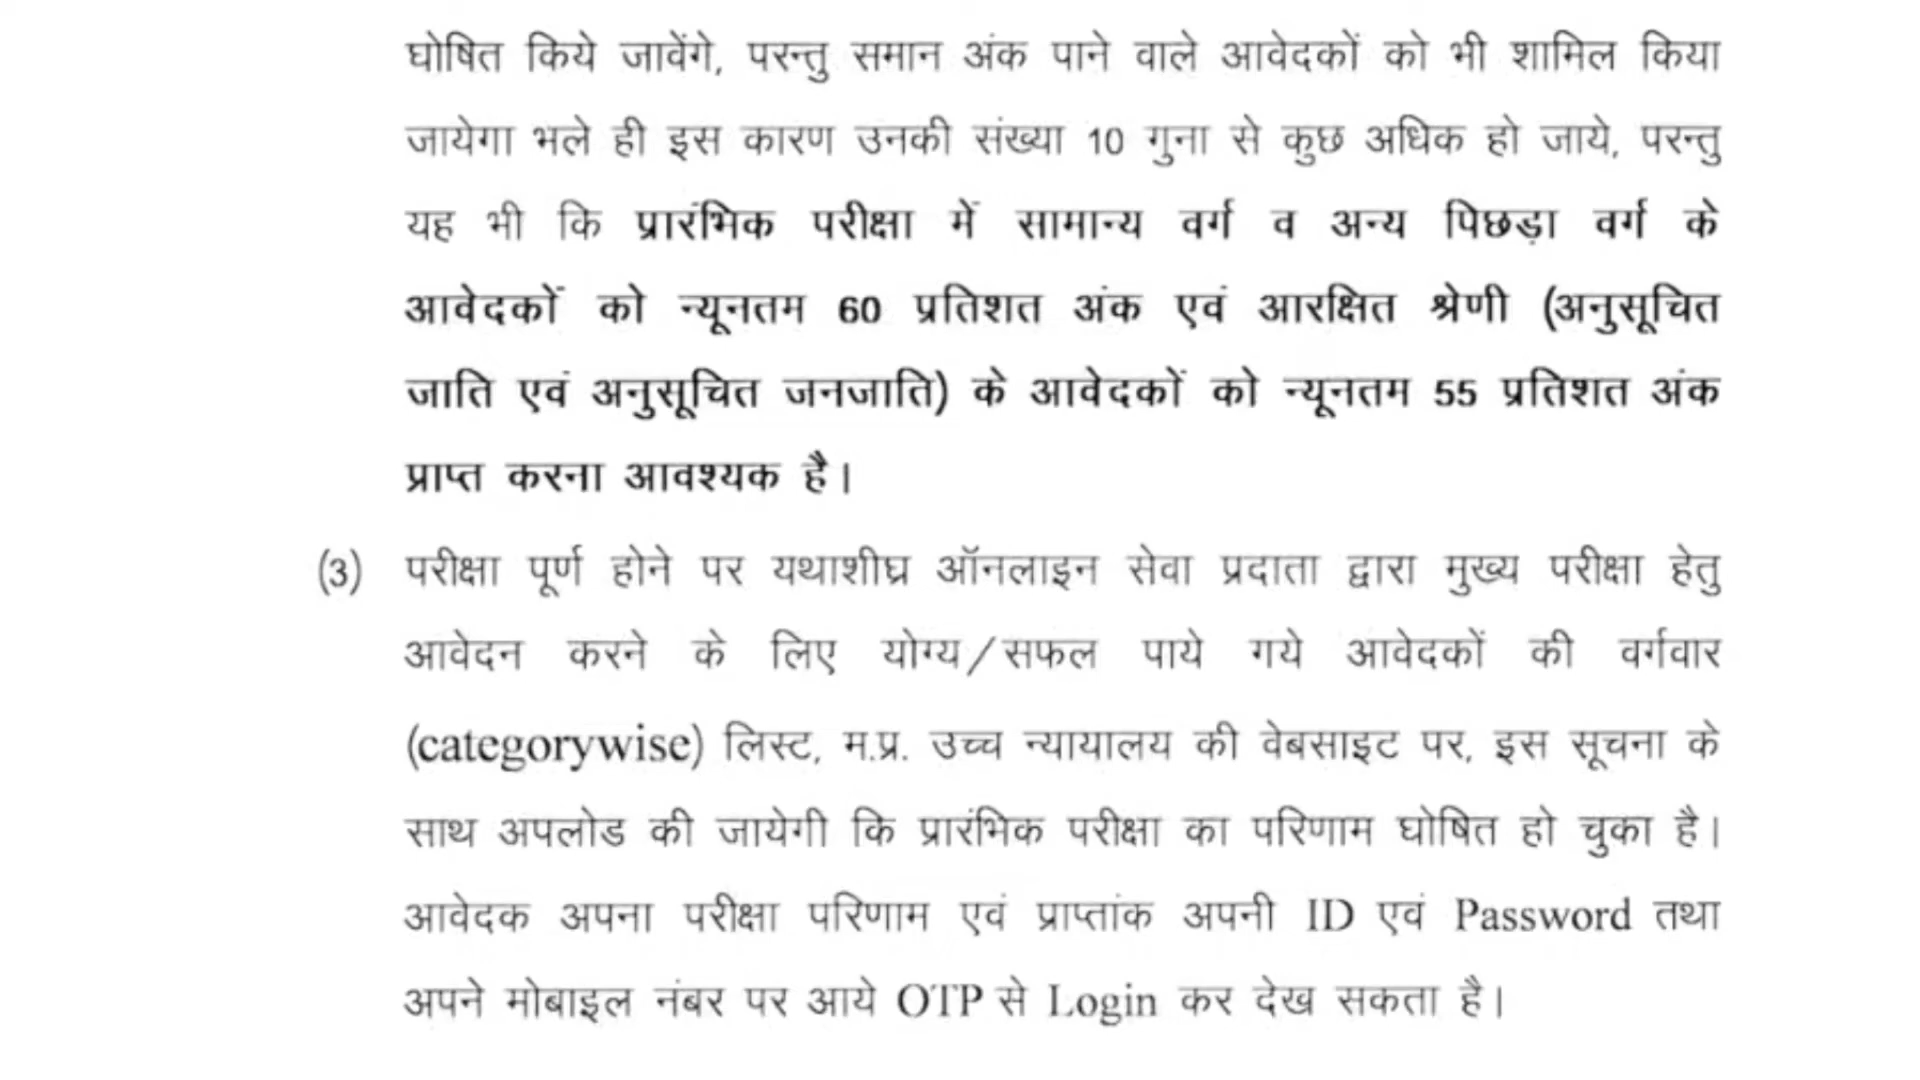 घोषित किये जावेंगे, परन्तु समान अंक पाने वाले आवेदकों को भी शामिल किया
जायेगा भले ही इस कारण उनकी संख्या 10 गुना से कुछ अधिक हो जाये, परन्तु
यह भी कि प्रारंभिक परीक्षा में सामान्य वर्ग व अन्य पिछड़ा वर्ग के
आवेदकों को न्यूनतम 60 प्रतिशत अंक एवं आरक्षित श्रेणी (अनुसूचित
जाति एवं अनुसूचित जनजाति) के आवेदकों को न्यूनतम 55 प्रतिशत अंक
प्राप्त करना आवश्यक है।
(3) परीक्षा पूर्ण होने पर यथाशीघ्र ऑनलाइन सेवा प्रदाता द्वारा मुख्य परीक्षा हेतु
आवेदन करने के लिए योग्य/सफल पाये गये आवेदकों की वर्गवार
(categorywise) लिस्ट, म.प्र. उच्च न्यायालय की वेबसाइट पर, इस सूचना के
साथ अपलोड की जायेगी कि प्रारंभिक परीक्षा का परिणाम घोषित हो चुका है।
आवेदक अपना परीक्षा परिणाम एवं प्राप्तांक अपनी ID एवं Password तथा
अपने मोबाइल नंबर पर आये OTP से Login कर देख सकता है।